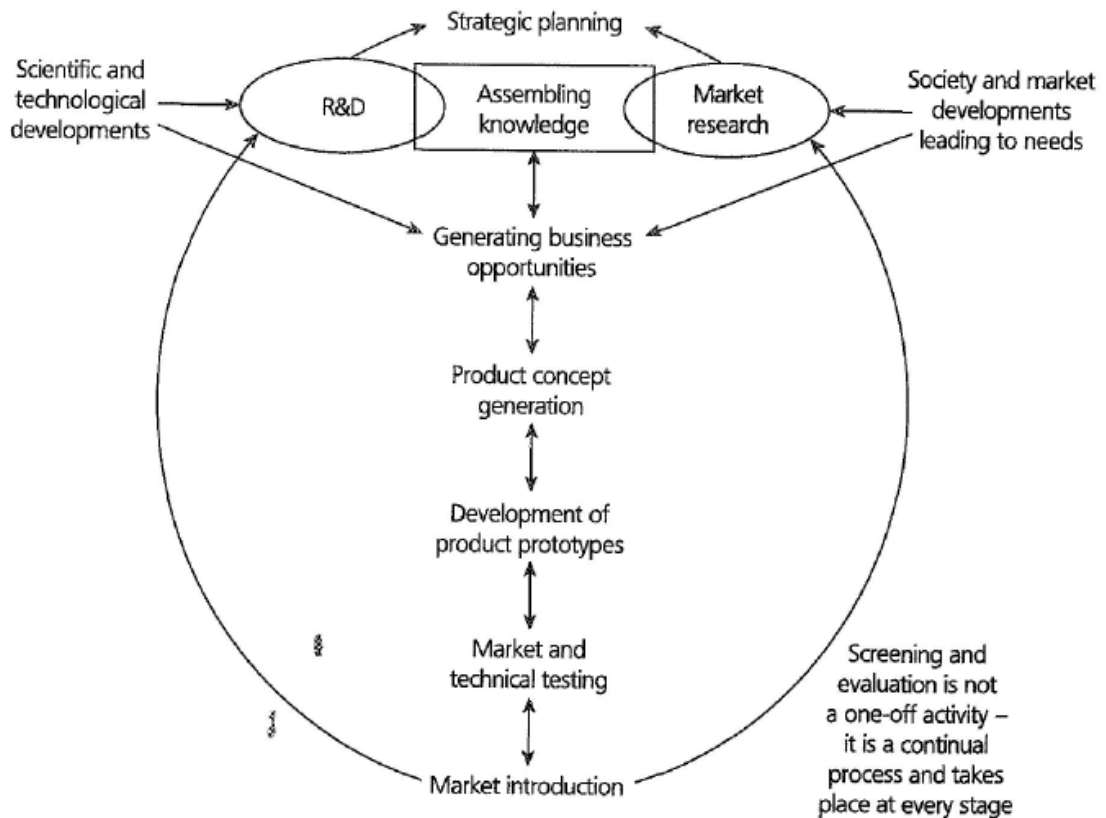 Strategic planning
Scientific and
technological
developments
R&D
Assembling
knowledge
Market
research
Society and market
developments
leading to needs
Generating business
opportunities
Product concept
generation
Development of
product prototypes
Market and
technical testing
Market introduction
Screening and
evaluation is not
a one-off activity –
it is a continual
process and takes
place at every stage